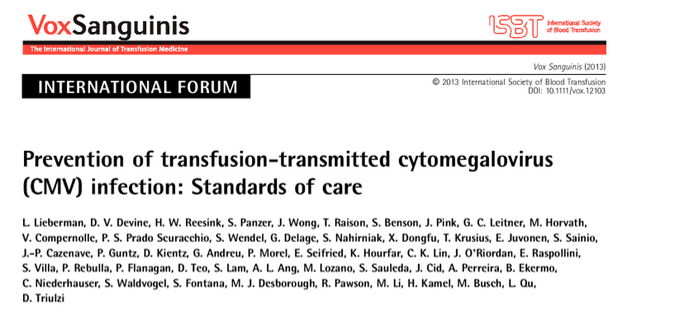 VoxSanguinis
ISBT International Society
of Blood Transfusion
The International Journal of Transfusion Medicine
Vox Sanguinis (2013)
INTERNATIONAL FORUM
© 2013 International Society of Blood Transfusion
DOI: 10.1111/vox.12103
Prevention of transfusion-transmitted cytomegalovirus
(CMV) infection: Standards of care
L. Lieberman, D. V. Devine, H. W. Reesink, S. Panzer, J. Wong, T. Raison, S. Benson, J. Pink, G. C. Leitner, M. Horvath,
V. Compernolle, P. S. Prado Scuracchio, S. Wendel, G. Delage, S. Nahirniak, X. Dongfu, T. Krusius, E. Juvonen, S. Sainio,
J.-P. Cazenave, P. Guntz, D. Kientz, G. Andreu, P. Morel, E. Seifried, K. Hourfar, C. K. Lin, J. O'Riordan, E. Raspollini,
S. Villa, P. Rebulla, P. Flanagan, D. Teo, S. Lam, A. L. Ang, M. Lozano, S. Sauleda, J. Cid, A. Perreira, B. Ekermo,
C. Niederhauser, S. Waldvogel, S. Fontana, M. J. Desborough, R. Pawson, M. Li, H. Kamel, M. Busch, L. Qu,
D. Triulzi